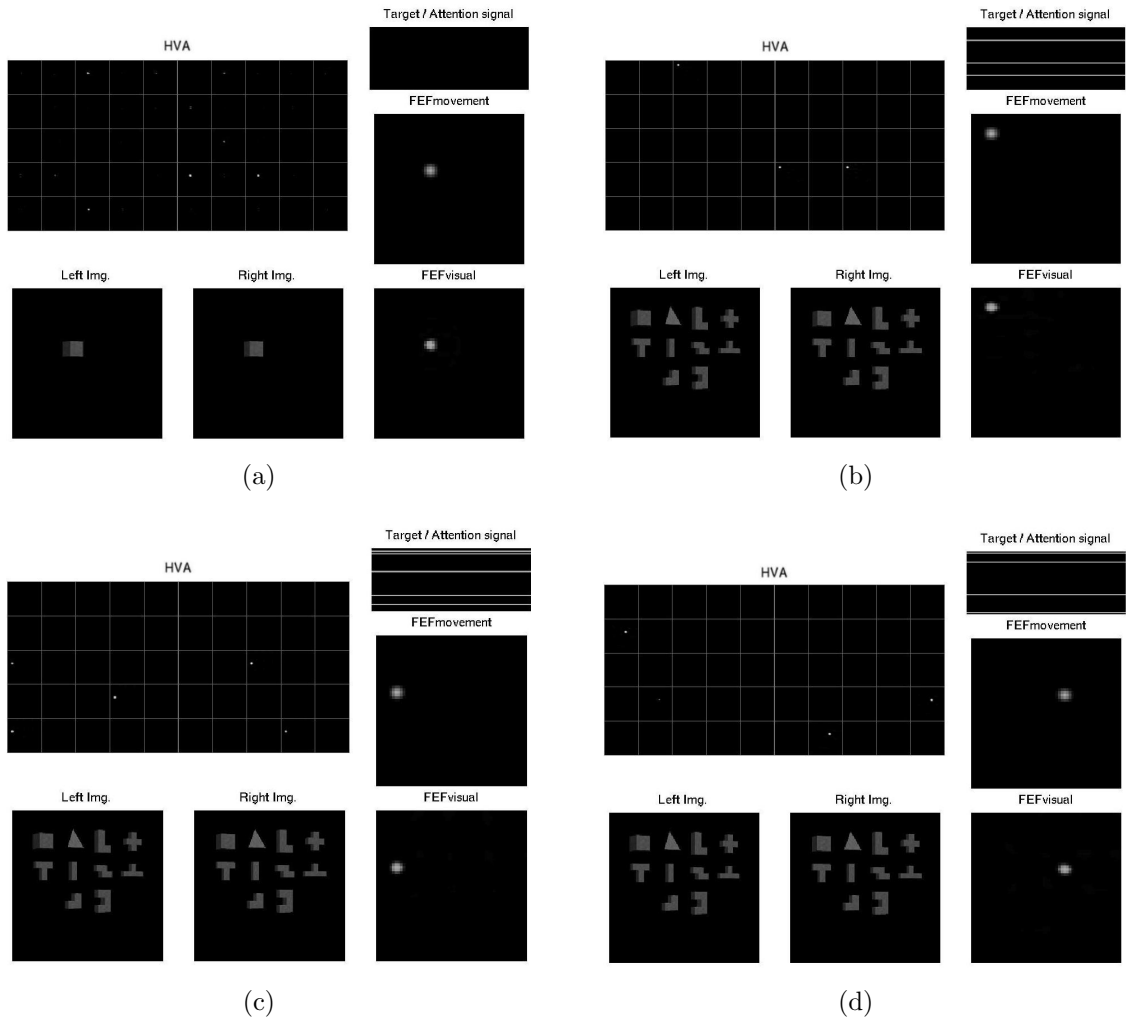 Target / Attention signal
HVA
FEFmovement
Left Img.
Right Img.
FEFvisual
(a)
Target / Attention signal
HVA
FEFmovement
Left Img.
Right Img.
FEFvisual
(b)
Target / Attention signal
HVA
FEFmovement
Left Img.
Right Img.
FEFvisual
(c)
Target / Attention signal
HVA
FEFmovement
Left Img.
Right Img.
FEFvisual
(d)